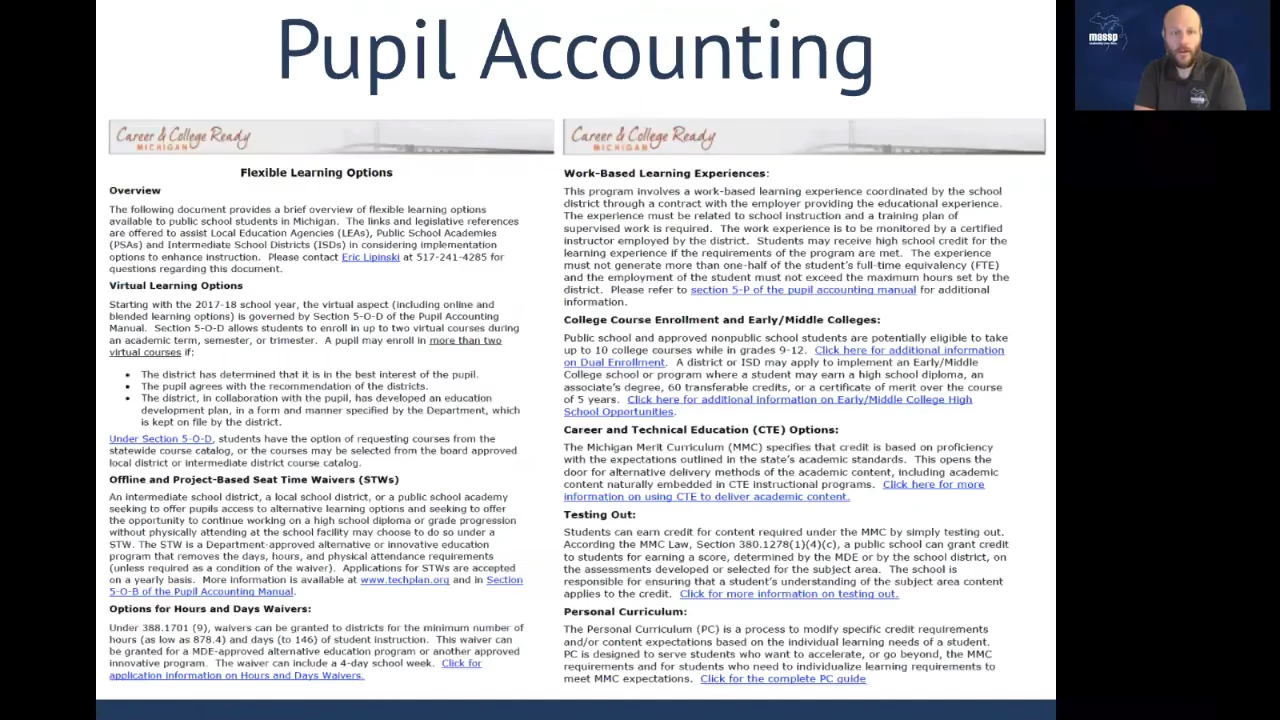 Pupil Accounting
massp
Career & College Ready
MICHIGAN
Flexible Learning Options
Overview
The following document provides a brief overview of flexible learning options
available to public school students in Michigan. The links and legislative references
are offered to assist Local Education Agencies (LEAs), Public School Academies
(PSAs) and Intermediate School Districts (ISDs) in considering implementation
options to enhance instruction. Please contact Eric Lipinski at 517-241-4285 for
questions regarding this document.
Virtual Learning Options
Starting with the 2017-18 school year, the virtual aspect (including online and
blended learning options) is governed by Section 5-O-D of the Pupil Accounting
Manual. Section 5-O-D allows students to enroll in up to two virtual courses during
an academic term, semester, or trimester. A pupil may enroll in more than two
virtual courses if:
• The district has determined that it is in the best interest of the pupil.
• The pupil agrees with the recommendation of the districts.
• The district, in collaboration with the pupil, has developed an education
development plan, in a form and manner specified by the Department, which
is kept on file by the district.
Under Section 5-O-D, students have the option of requesting courses from the
statewide course catalog, or the courses may be selected from the board approved
local district or intermediate district course catalog.
Offline and Project-Based Seat Time Waivers (STWs)
An intermediate school district, a local school district, or a public school academy
seeking to offer pupils access to alternative learning options and seeking to offer
the opportunity to continue working on a high school diploma or grade progression
without physically attending at the school facility may choose to do so under a
STW. The STW is a Department-approved alternative or innovative education
program that removes the days, hours, and physical attendance requirements
(unless required as a condition of the waiver). Applications for STWs are accepted
on a yearly basis. More information is available at www.techplan.org and in Section
5-O-B of the Pupil Accounting Manual.
Options for Hours and Days Waivers:
Under 388.1701 (9), waivers can be granted to districts for the minimum number of
hours (as low as 878.4) and days (to 146) of student instruction. This waiver can
be granted for a MDE-approved alternative education program or another approved
innovative program. The waiver can include a 4-day school week. Click for
application information on Hours and Days Waivers.
Career & College Ready
MICHIGAN
Work-Based Learning Experiences:
This program involves a work-based learning experience coordinated by the school
district through a contract with the employer providing the educational experience.
The experience must be related to school instruction and a training plan of
supervised work is required. The work experience is to be monitored by a certified
instructor employed by the district. Students may receive high school credit for the
learning experience if the requirements of the program are met. The experience
must not generate more than one-half of the student's full-time equivalency (FTE)
and the employment of the student must not exceed the maximum hours set by the
district. Please refer to section 5-P of the pupil accounting manual for additional
information.
College Course Enrollment and Early/Middle Colleges:
Public school and approved nonpublic school students are potentially eligible to take
up to 10 college courses while in grades 9-12. Click here for additional information
on Dual Enrollment. A district or ISD may apply to implement an Early/Middle
College school or program where a student may earn a high school diploma, an
associate's degree, 60 transferable credits, or a certificate of merit over the course
of 5 years. Click here for additional information on Early/Middle College High
School Opportunities.
Career and Technical Education (CTE) Options:
The Michigan Merit Curriculum (MMC) specifies that credit is based on proficiency
with the expectations outlined in the state's academic standards. This opens the
door for alternative delivery methods of the academic content, including academic
content naturally embedded in CTE instructional programs. Click here for more
information on using CTE to deliver academic content.
Testing Out:
Students can earn credit for content required under the MMC by simply testing out.
According the MMC Law, Section 380.1278(1)(4)(c), a public school can grant credit
to students for earning a score, determined by the MDE or by the school district, on
the assessments developed or selected for the subject area. The school is
responsible for ensuring that a student's understanding of the subject area content
applies to the credit. Click for more information on testing out.
Personal Curriculum:
The Personal Curriculum (PC) is a process to modify specific credit requirements
and/or content expectations based on the individual learning needs of a student.
PC is designed to serve students who want to accelerate, or go beyond, the MMC
requirements and for students who need to individualize learning requirements to
meet MMC expectations. Click for the complete PC guide